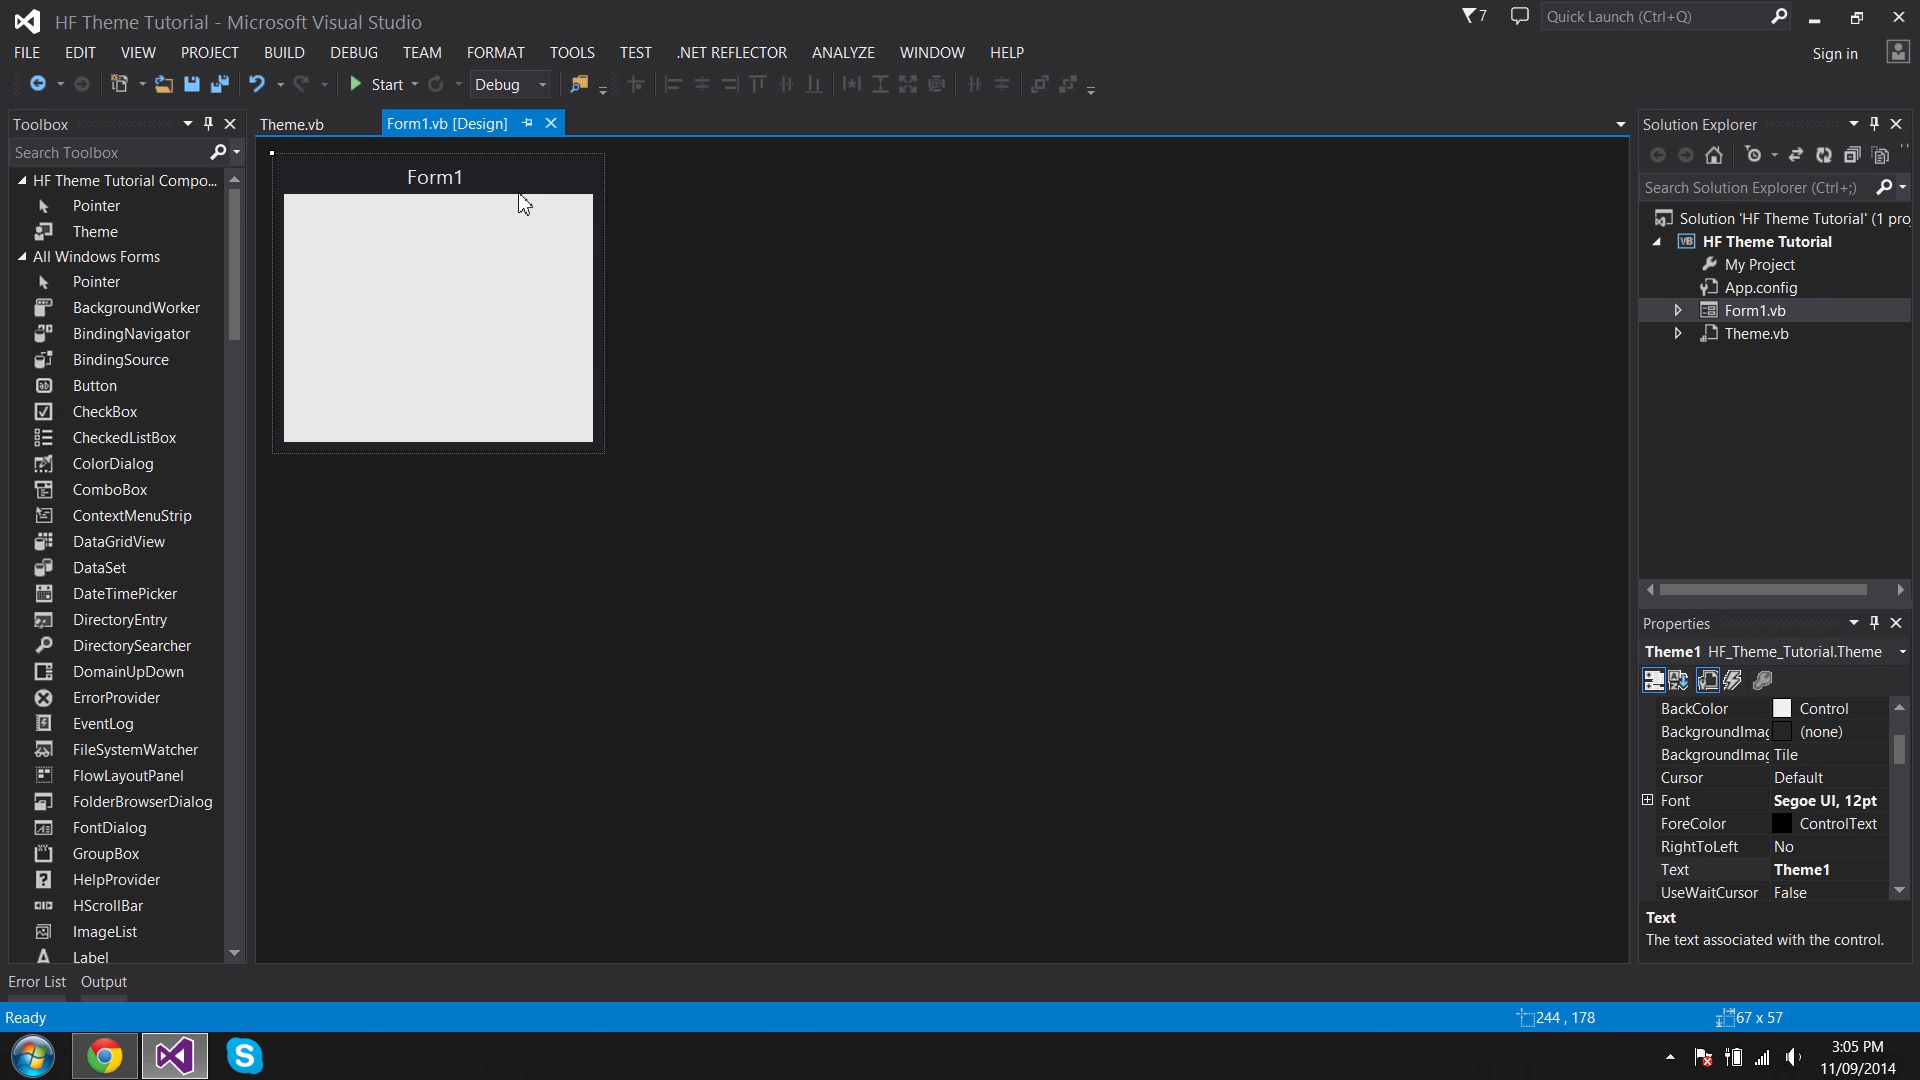 HF Theme Tutorial - Microsoft Visual Studio
7
Quick Launch (Ctrl+Q)
FILE EDIT VIEW PROJECT BUILD DEBUG TEAM FORMAT TOOLS TEST .NET REFLECTOR ANALYZE WINDOW HELP
Sign in
Start
Debug
Toolbox
Search Toolbox
HF Theme Tutorial Compo...
Pointer
Theme
All Windows Forms
Pointer
BackgroundWorker
BindingNavigator
BindingSource
Button
CheckBox
CheckedListBox
ColorDialog
ComboBox
ContextMenuStrip
DataGridView
DataSet
DateTimePicker
DirectoryEntry
DirectorySearcher
DomainUpDown
ErrorProvider
EventLog
FileSystemWatcher
FlowLayoutPanel
FolderBrowserDialog
FontDialog
GroupBox
HelpProvider
HScrollBar
ImageList
Label
Theme.vb
Form1.vb [Design]
Form1
Solution Explorer
Search Solution Explorer (Ctrl+;)
Solution 'HF Theme Tutorial' (1 pro
VB HF Theme Tutorial
My Project
App.config
Form1.vb
Theme.vb
Properties
Theme1 HF_Theme_Tutorial.Theme
BackColor Control
BackgroundImag (none)
BackgroundImag Tile
Cursor Default
Font Segoe UI, 12pt
ForeColor ControlText
RightToLeft No
Text Theme1
UseWaitCursor False
Text
The text associated with the control.
Error List Output
Ready
244 , 178
67 x 57
3:05 PM
11/09/2014